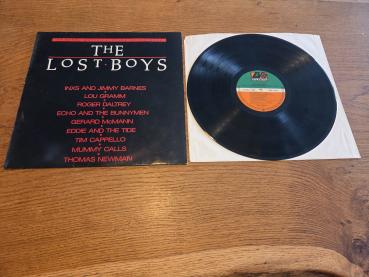 THE
LOST BOYS
INXS AND JIMMY BARNES
LOU GRAMM
ROGER DALTREY
ECHO AND THE BUNNYMEN
GERARD McMANN
EDDIE AND THE TIDE
TIM CAPPELLO
MUMMY CALLS
THOMAS NEWMAN